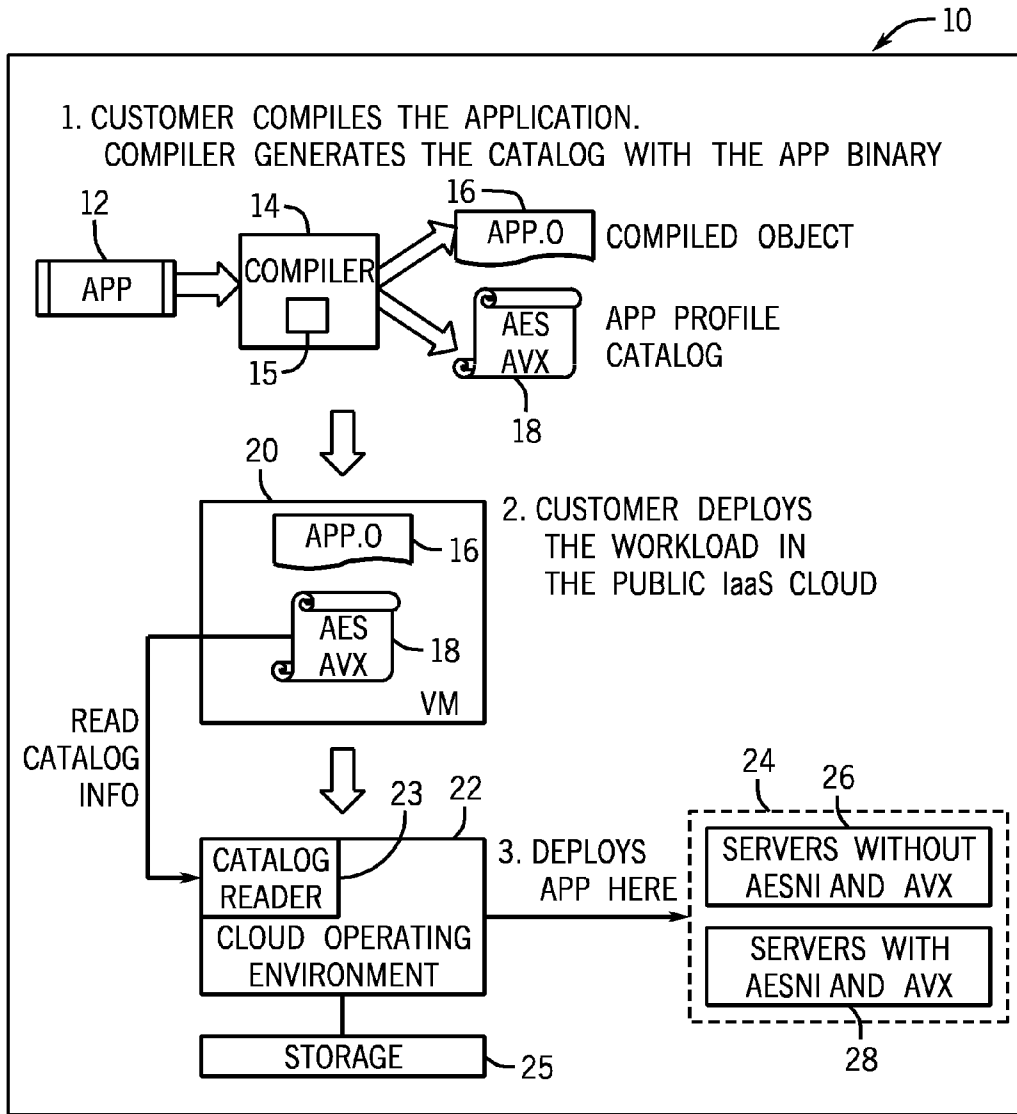 10
1. CUSTOMER COMPILES THE APPLICATION.
COMPILER GENERATES THE CATALOG WITH THE APP BINARY
12
APP
14
COMPILER
15
16
APP.O
COMPILED OBJECT
AES
AVX
18
APP PROFILE
CATALOG
20
APP.O
16
AES
AVX
18
VM
2. CUSTOMER DEPLOYS
THE WORKLOAD IN
THE PUBLIC IaaS CLOUD
READ
CATALOG
INFO
23
22
CATALOG
READER
CLOUD OPERATING
ENVIRONMENT
3. DEPLOYS
APP HERE
24
26
SERVERS WITHOUT
AESNI AND AVX
SERVERS WITH
AESNI AND AVX
28
STORAGE
25